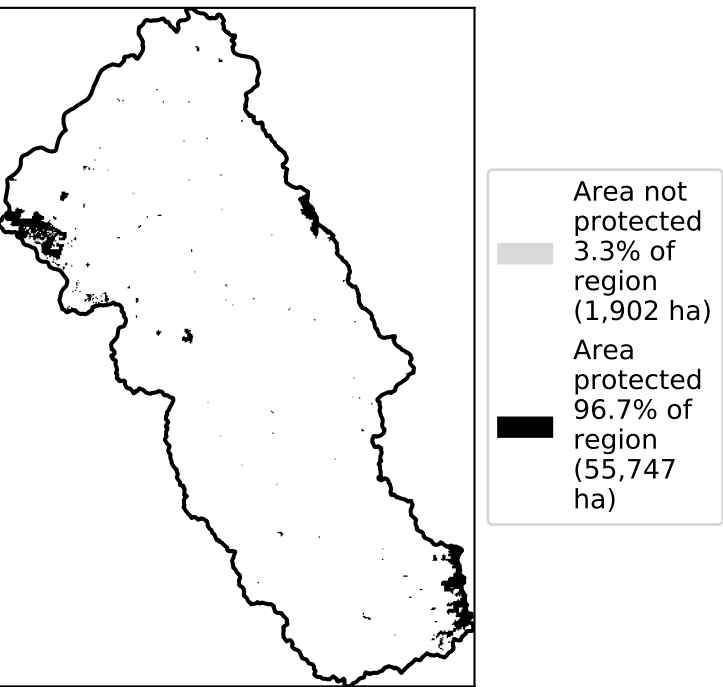 Area not
protected
3.3% of
region
(1,902 ha)
Area
protected
96.7% of
region
(55,747
ha)